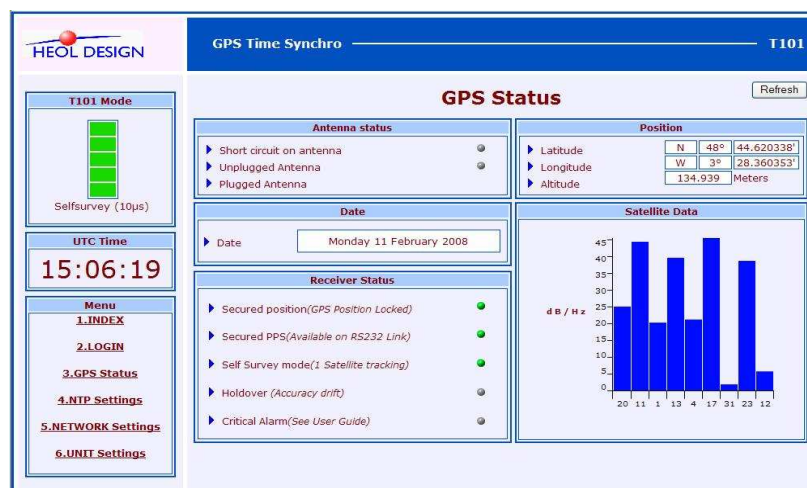 HEOL DESIGN
GPS Time Synchro
T101
T101 Mode
Selfsurvey (10µs)
UTC Time
15:06:19
Menu
1.INDEX
2.LOGIN
3.GPS Status
4.NTP Settings
5.NETWORK Settings
6.UNIT Settings
GPS Status
Refresh
Antenna status
Short circuit on antenna
Unplugged Antenna
Plugged Antenna
Position
Latitude N 48° 44.620338'
Longitude W 3° 28.360353'
Altitude 134.939 Meters
Date
Date Monday 11 February 2008
Receiver Status
Secured position(GPS Position Locked)
Secured PPS(Available on RS232 Link)
Self Survey mode(1 Satellite tracking)
Holdover (Accuracy drift)
Critical Alarm(See User Guide)
Satellite Data
dB/Hz
45
40
35
30
25
20
15
10
5
0
20 11 1 13 4 17 31 23 12